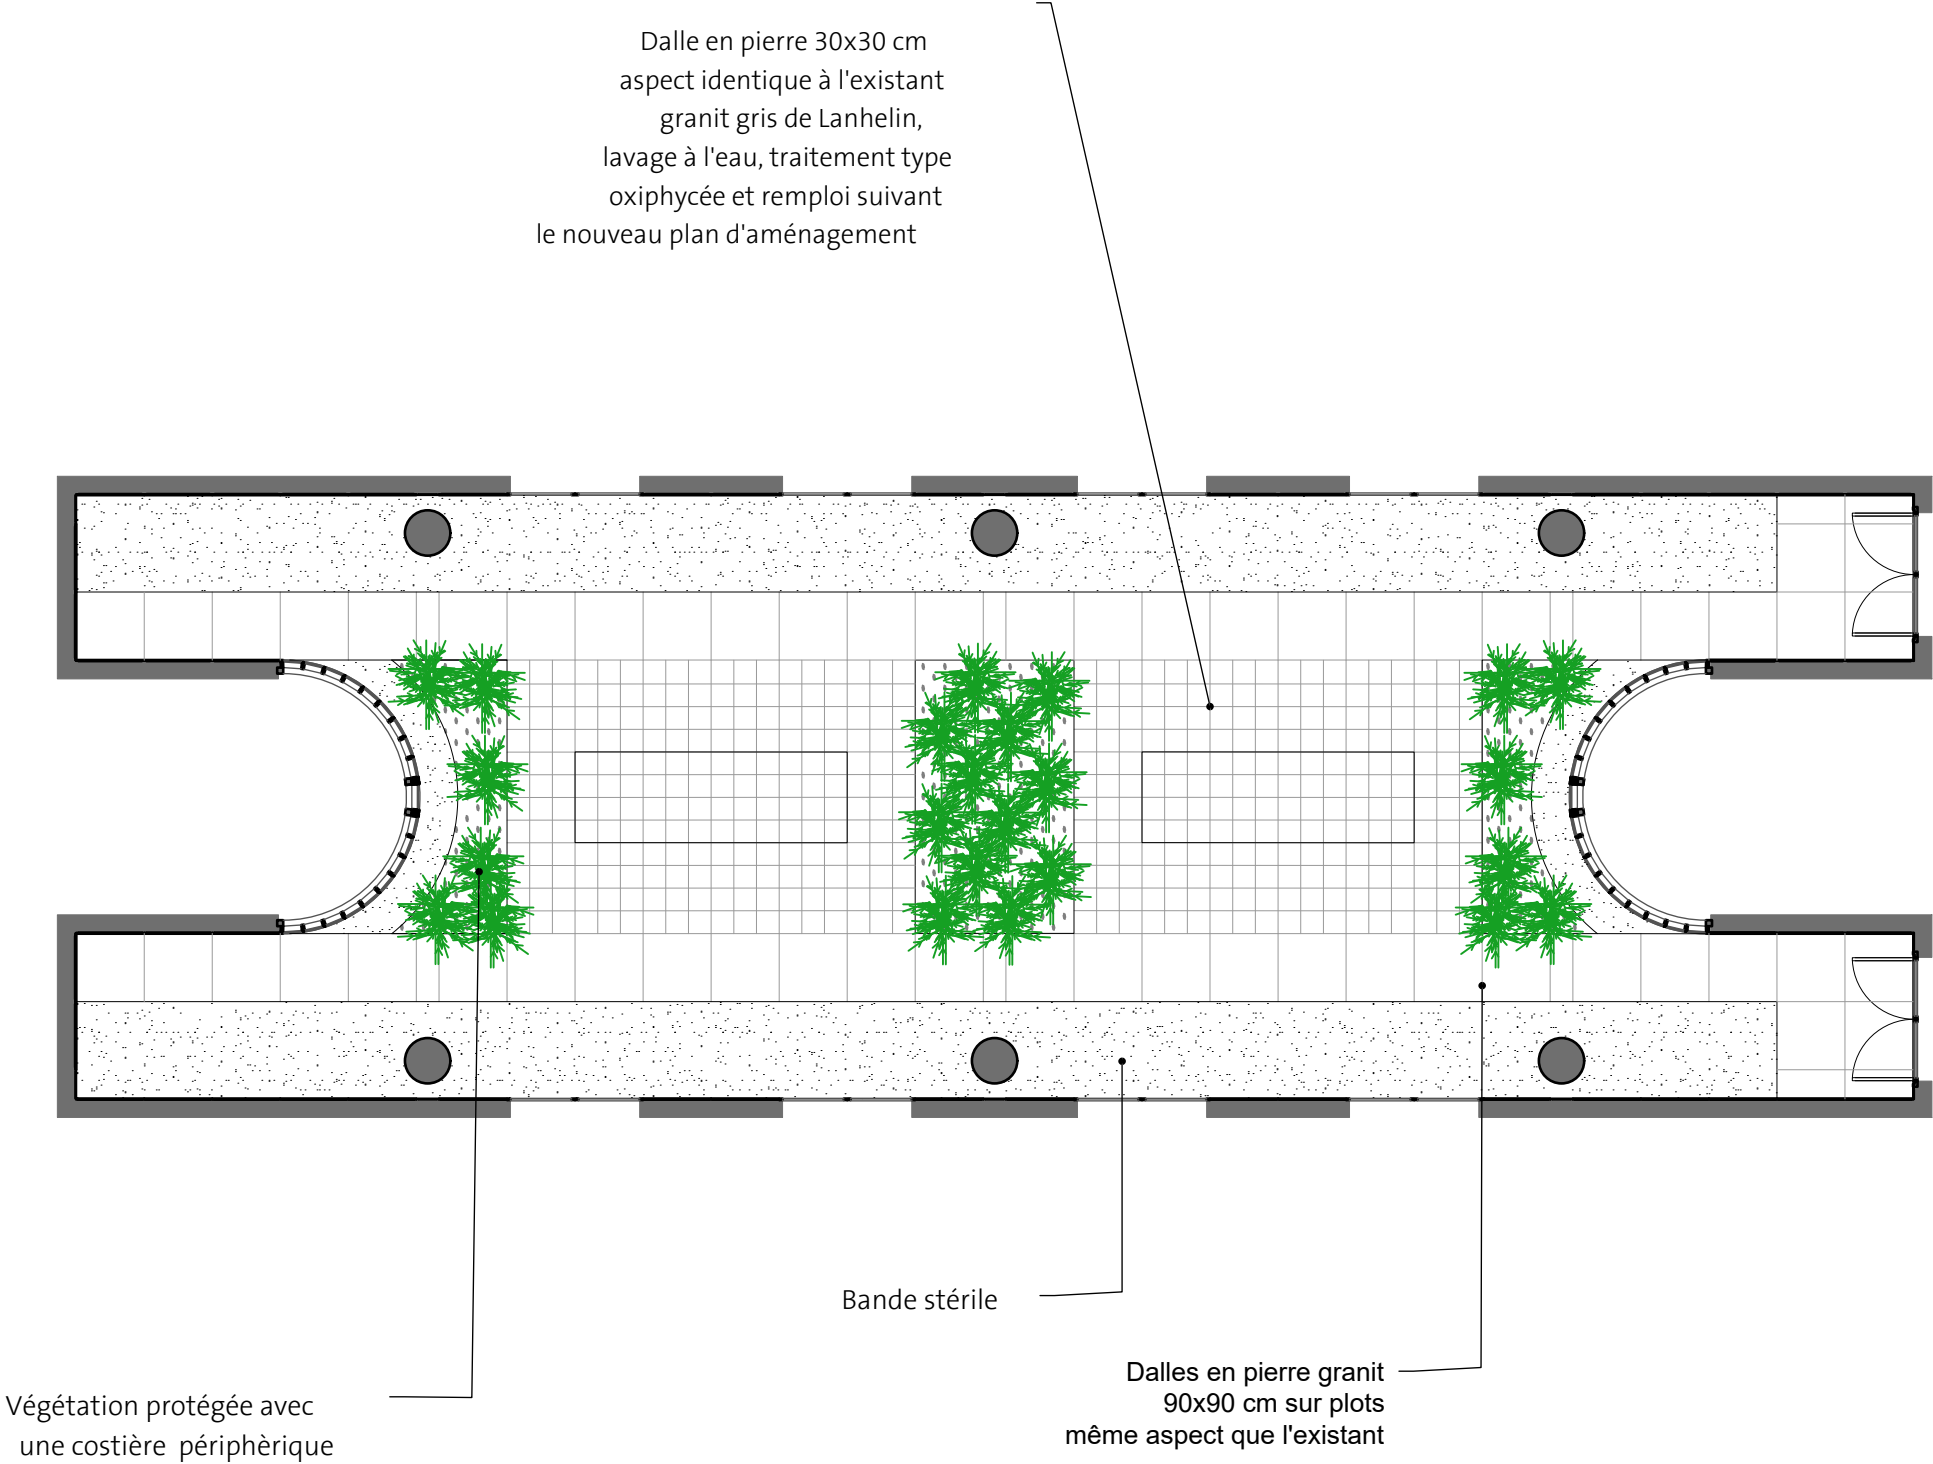 Dalle en pierre 30x30 cm
aspect identique à l'existant
granit gris de Lanhelin,
lavage à l'eau, traitement type
oxiphycée et remploi suivant
le nouveau plan d'aménagement
Bande stérile
Dalles en pierre granit
90x90 cm sur plots
même aspect que l'existant
Végétation protégée avec
une costière périphèrique